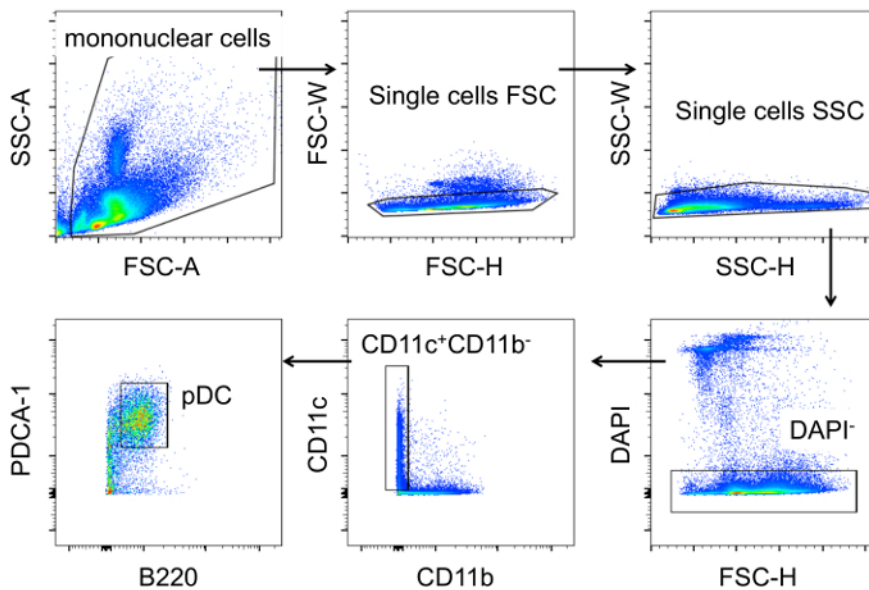 mononuclear cells
SSC-A
FSC-A
Single cells FSC
FSC-W
FSC-H
Single cells SSC
SSC-W
SSC-H
pDC
PDCA-1
B220
CD11c⁺CD11b⁻
CD11c
CD11b
DAPI⁻
DAPI
FSC-H